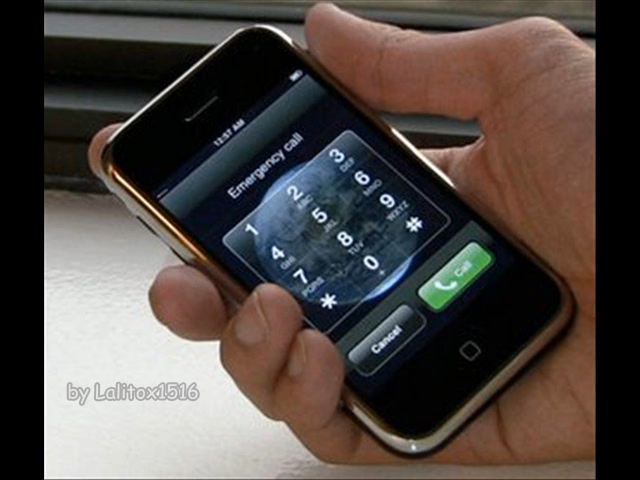 12:57 AM
Emergency call
1
2 ABC
3 DEF
4 GHI
5 JKL
6 MNO
7 PQRS
8 TUV
9 WXYZ
*
0 +
#
Cancel
Call
by Lalitox1516